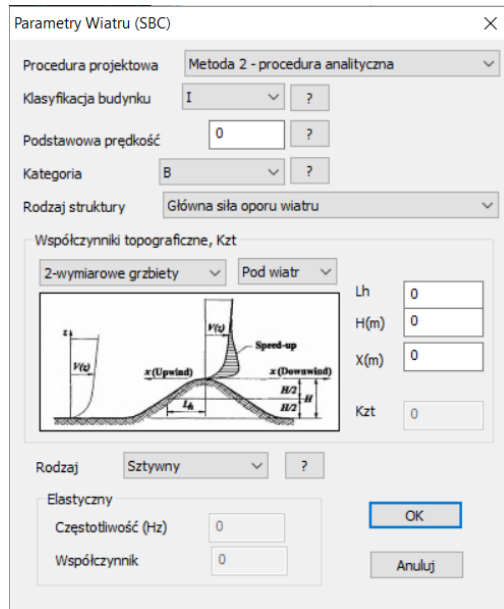 Parametry Wiatru (SBC)
Procedura projektowa Metoda 2 - procedura analityczna
Klasyfikacja budynku I ?
Podstawowa prędkość 0 ?
Kategoria B ?
Rodzaj struktury Główna siła oporu wiatru
Współczynniki topograficzne, Kzt
2-wymiarowe grzbiety Pod wiatr
Lh 0
H(m) 0
X(m) 0
Kzt 0
z
V(z)
V(z)
Speed-up
x (Upwind) x (Downwind)
H/2
H/2
H
Lh
Rodzaj Sztywny ?
Elastyczny
Częstotliwość (Hz) 0
Współczynnik 0
OK
Anuluj